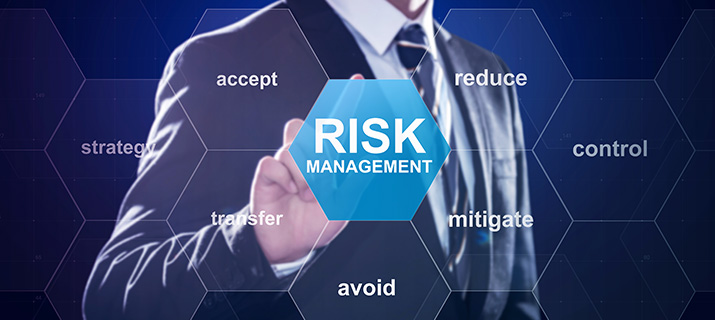 accept
reduce
strategy
RISK
MANAGEMENT
control
transfer
mitigate
avoid